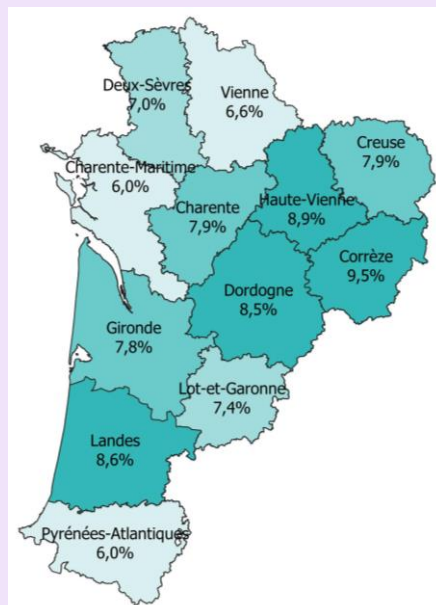 Deux-Sèvres
7,0%
Vienne
6,6%
Creuse
7,9%
Charente-Maritime
6,0%
Charente
7,9%
Haute-Vienne
8,9%
Corrèze
9,5%
Dordogne
8,5%
Gironde
7,8%
Lot-et-Garonne
7,4%
Landes
8,6%
Pyrénées-Atlantiques
6,0%